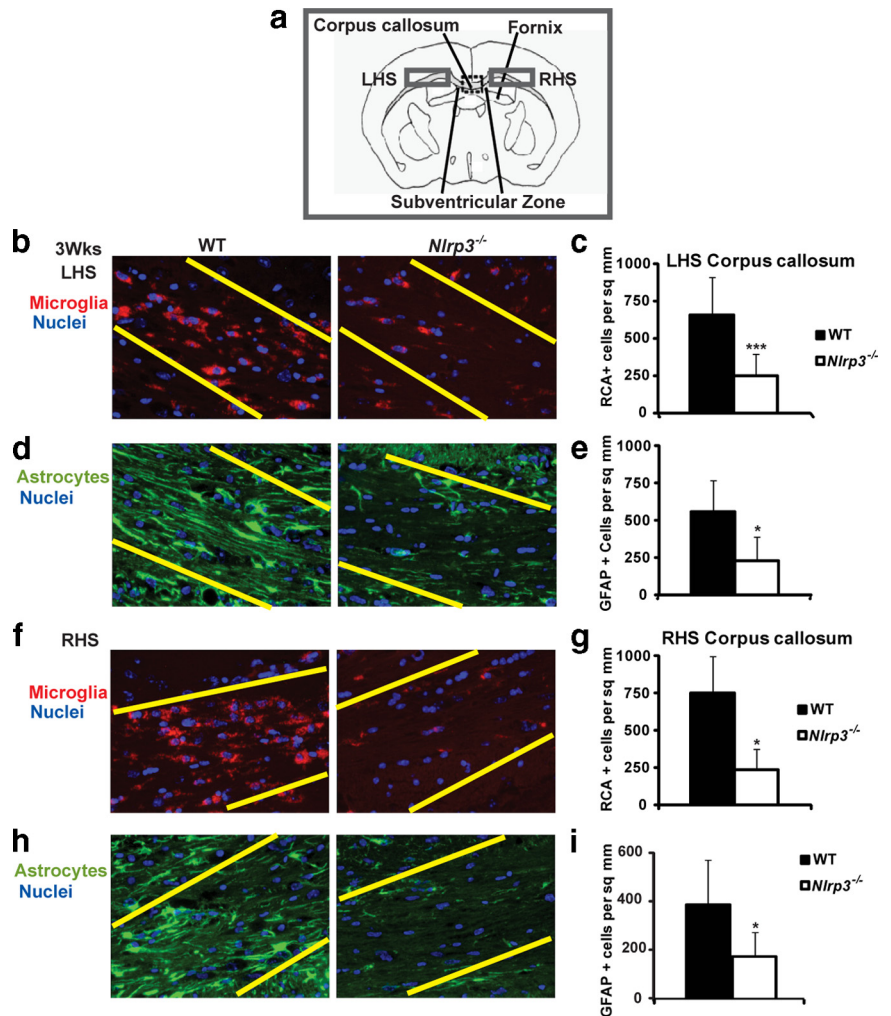 a
Corpus callosum
Fornix
LHS
RHS
Subventricular Zone
b
3Wks
LHS
WT
Nlrp3-/-
Microglia
Nuclei
c
LHS Corpus callosum
RCA+ cells per sq mm
1000
750
500
250
0
***
WT
Nlrp3-/-
d
Astrocytes
Nuclei
e
GFAP + Cells per sq mm
1000
750
500
250
0
*
f
RHS
Microglia
Nuclei
g
RHS Corpus callosum
RCA + cells per sq mm
1000
750
500
250
0
*
WT
Nlrp3-/-
h
Astrocytes
Nuclei
i
GFAP + cells per sq mm
600
400
200
0
*
WT
Nlrp3-/-